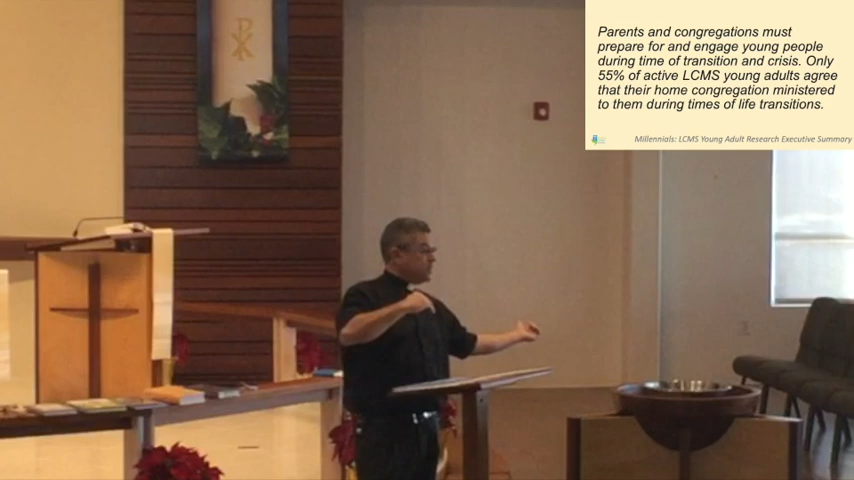 Parents and congregations must
prepare for and engage young people
during time of transition and crisis. Only
55% of active LCMS young adults agree
that their home congregation ministered
to them during times of life transitions.
Millennials: LCMS Young Adult Research Executive Summary